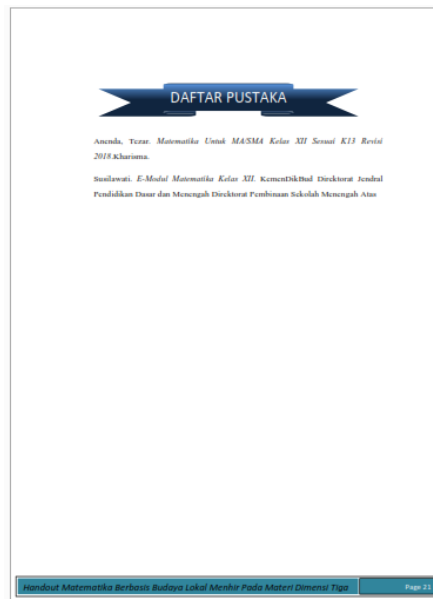 DAFTAR PUSTAKA
Anenda, Tezar. Matematika Untuk MA/SMA Kelas XII Sesuai K13 Revisi
2018.Kharisma.
Susilawati. E-Modul Matematika Kelas XII. KemenDikBud Direktorat Jendral
Pendidikan Dasar dan Menengah Direktorat Pembinaan Sekolah Menengah Atas
Handout Matematika Berbasis Budaya Lokal Menhir Pada Materi Dimensi Tiga
Page 21